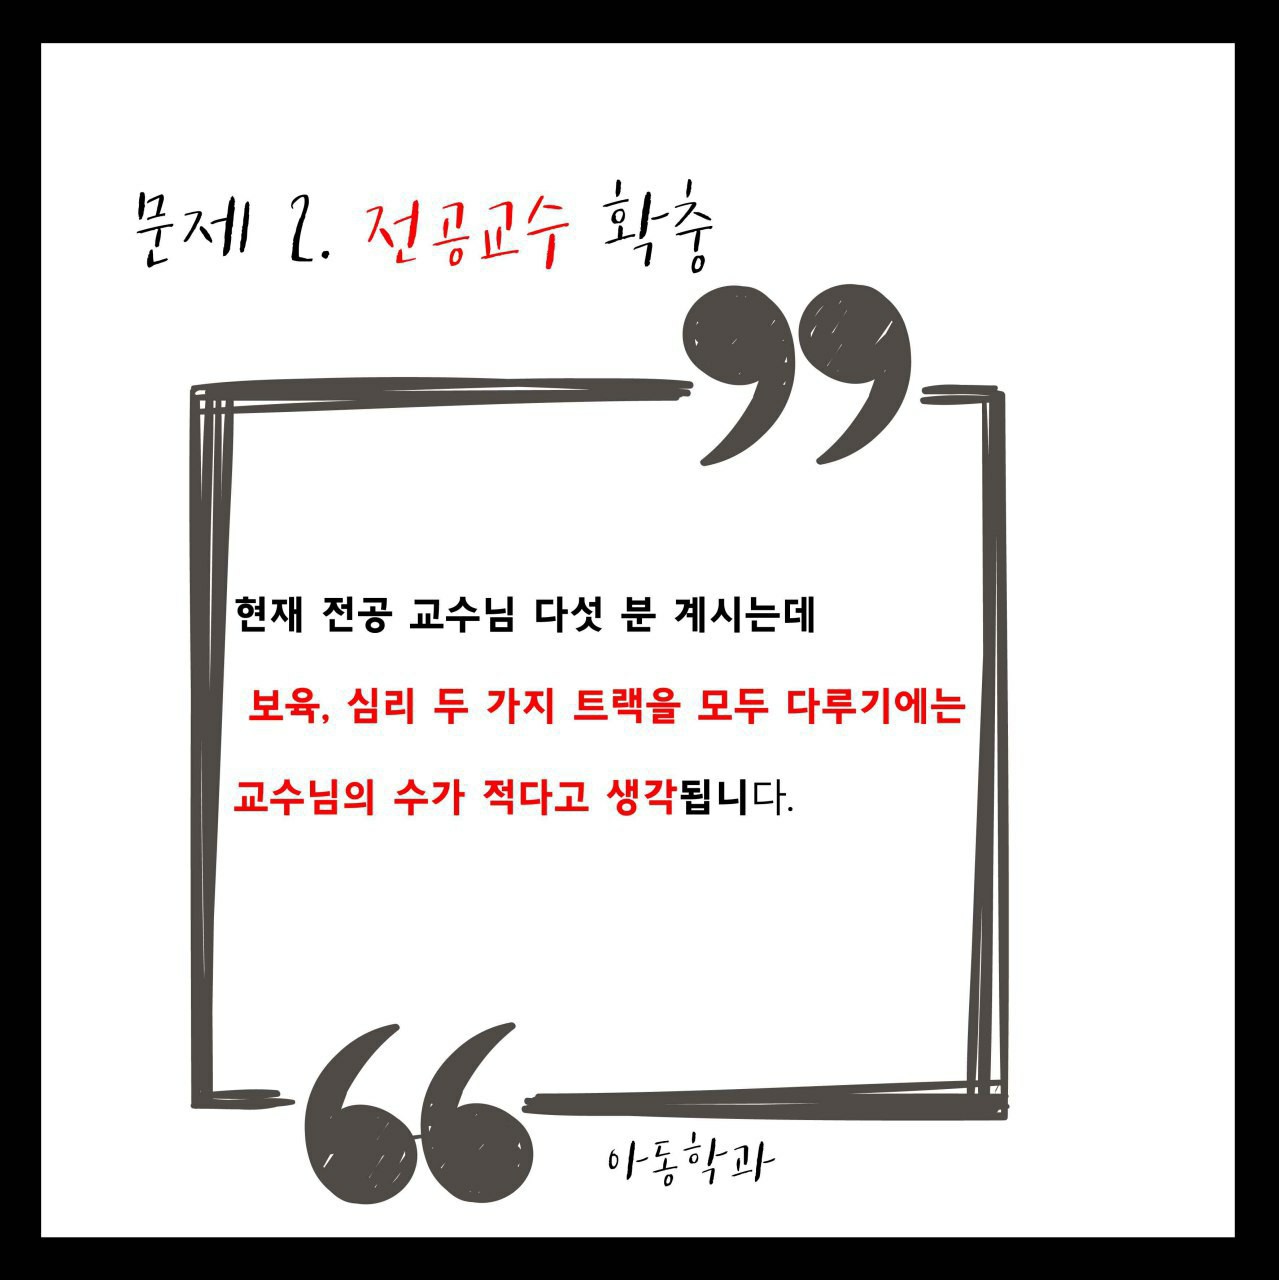 문제 2. 전공교수 확충
현재 전공 교수님 다섯 분 계시는데
보육, 심리 두 가지 트랙을 모두 다루기에는
교수님의 수가 적다고 생각됩니다.
아동학과